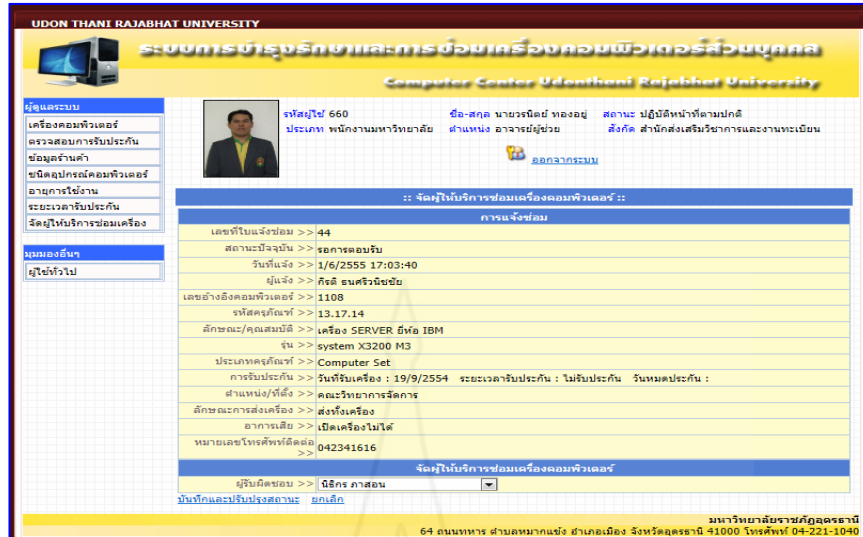 UDON THANI RAJABHAT UNIVERSITY
ระบบการบำรุงรักษาและการซ่อมเครื่องคอมพิวเตอร์ส่วนบุคคล
Computer Center Udonthani Rajabhat University
ผู้ดูแลระบบ
เครื่องคอมพิวเตอร์
ตรวจสอบการรับประกัน
ข้อมูลร้านค้า
ชนิดอุปกรณ์คอมพิวเตอร์
อายุการใช้งาน
ระยะเวลารับประกัน
จัดผู้ให้บริการซ่อมเครื่อง
มุมมองอื่นๆ
ผู้ใช้ทั่วไป
รหัสผู้ใช้ 660 ชื่อ-สกุล นายวรนิตย์ ทองอยู่ สถานะ ปฏิบัติหน้าที่ตามปกติ
ประเภท พนักงานมหาวิทยาลัย ตำแหน่ง อาจารย์ผู้ช่วย สังกัด สำนักส่งเสริมวิชาการและงานทะเบียน
ออกจากระบบ
:: จัดผู้ให้บริการซ่อมเครื่องคอมพิวเตอร์ ::
การแจ้งซ่อม
เลขที่ใบแจ้งซ่อม >> 44
สถานะปัจจุบัน >> รอการตอบรับ
วันที่แจ้ง >> 1/6/2555 17:03:40
ผู้แจ้ง >> กีรติ ธนศรีวนิชชัย
เลขอ้างอิงคอมพิวเตอร์ >> 1108
รหัสครุภัณฑ์ >> 13.17.14
ลักษณะ/คุณสมบัติ >> เครื่อง SERVER ยี่ห้อ IBM
รุ่น >> system X3200 M3
ประเภทครุภัณฑ์ >> Computer Set
การรับประกัน >> วันที่รับเครื่อง : 19/9/2554 ระยะเวลารับประกัน : ไม่รับประกัน วันหมดประกัน :
ตำแหน่ง/ที่ตั้ง >> คณะวิทยาการจัดการ
ลักษณะการส่งเครื่อง >> ส่งทั้งเครื่อง
อาการเสีย >> เปิดเครื่องไม่ได้
หมายเลขโทรศัพท์ติดต่อ >> 042341616
จัดผู้ให้บริการซ่อมเครื่องคอมพิวเตอร์
ผู้รับผิดชอบ >> นิธิกร ภาสอน
บันทึกและปรับปรุงสถานะ ยกเลิก
มหาวิทยาลัยราชภัฏอุดรธานี
64 ถนนทหาร ตำบลหมากแข้ง อำเภอเมือง จังหวัดอุดรธานี 41000 โทรศัพท์ 04-221-1040